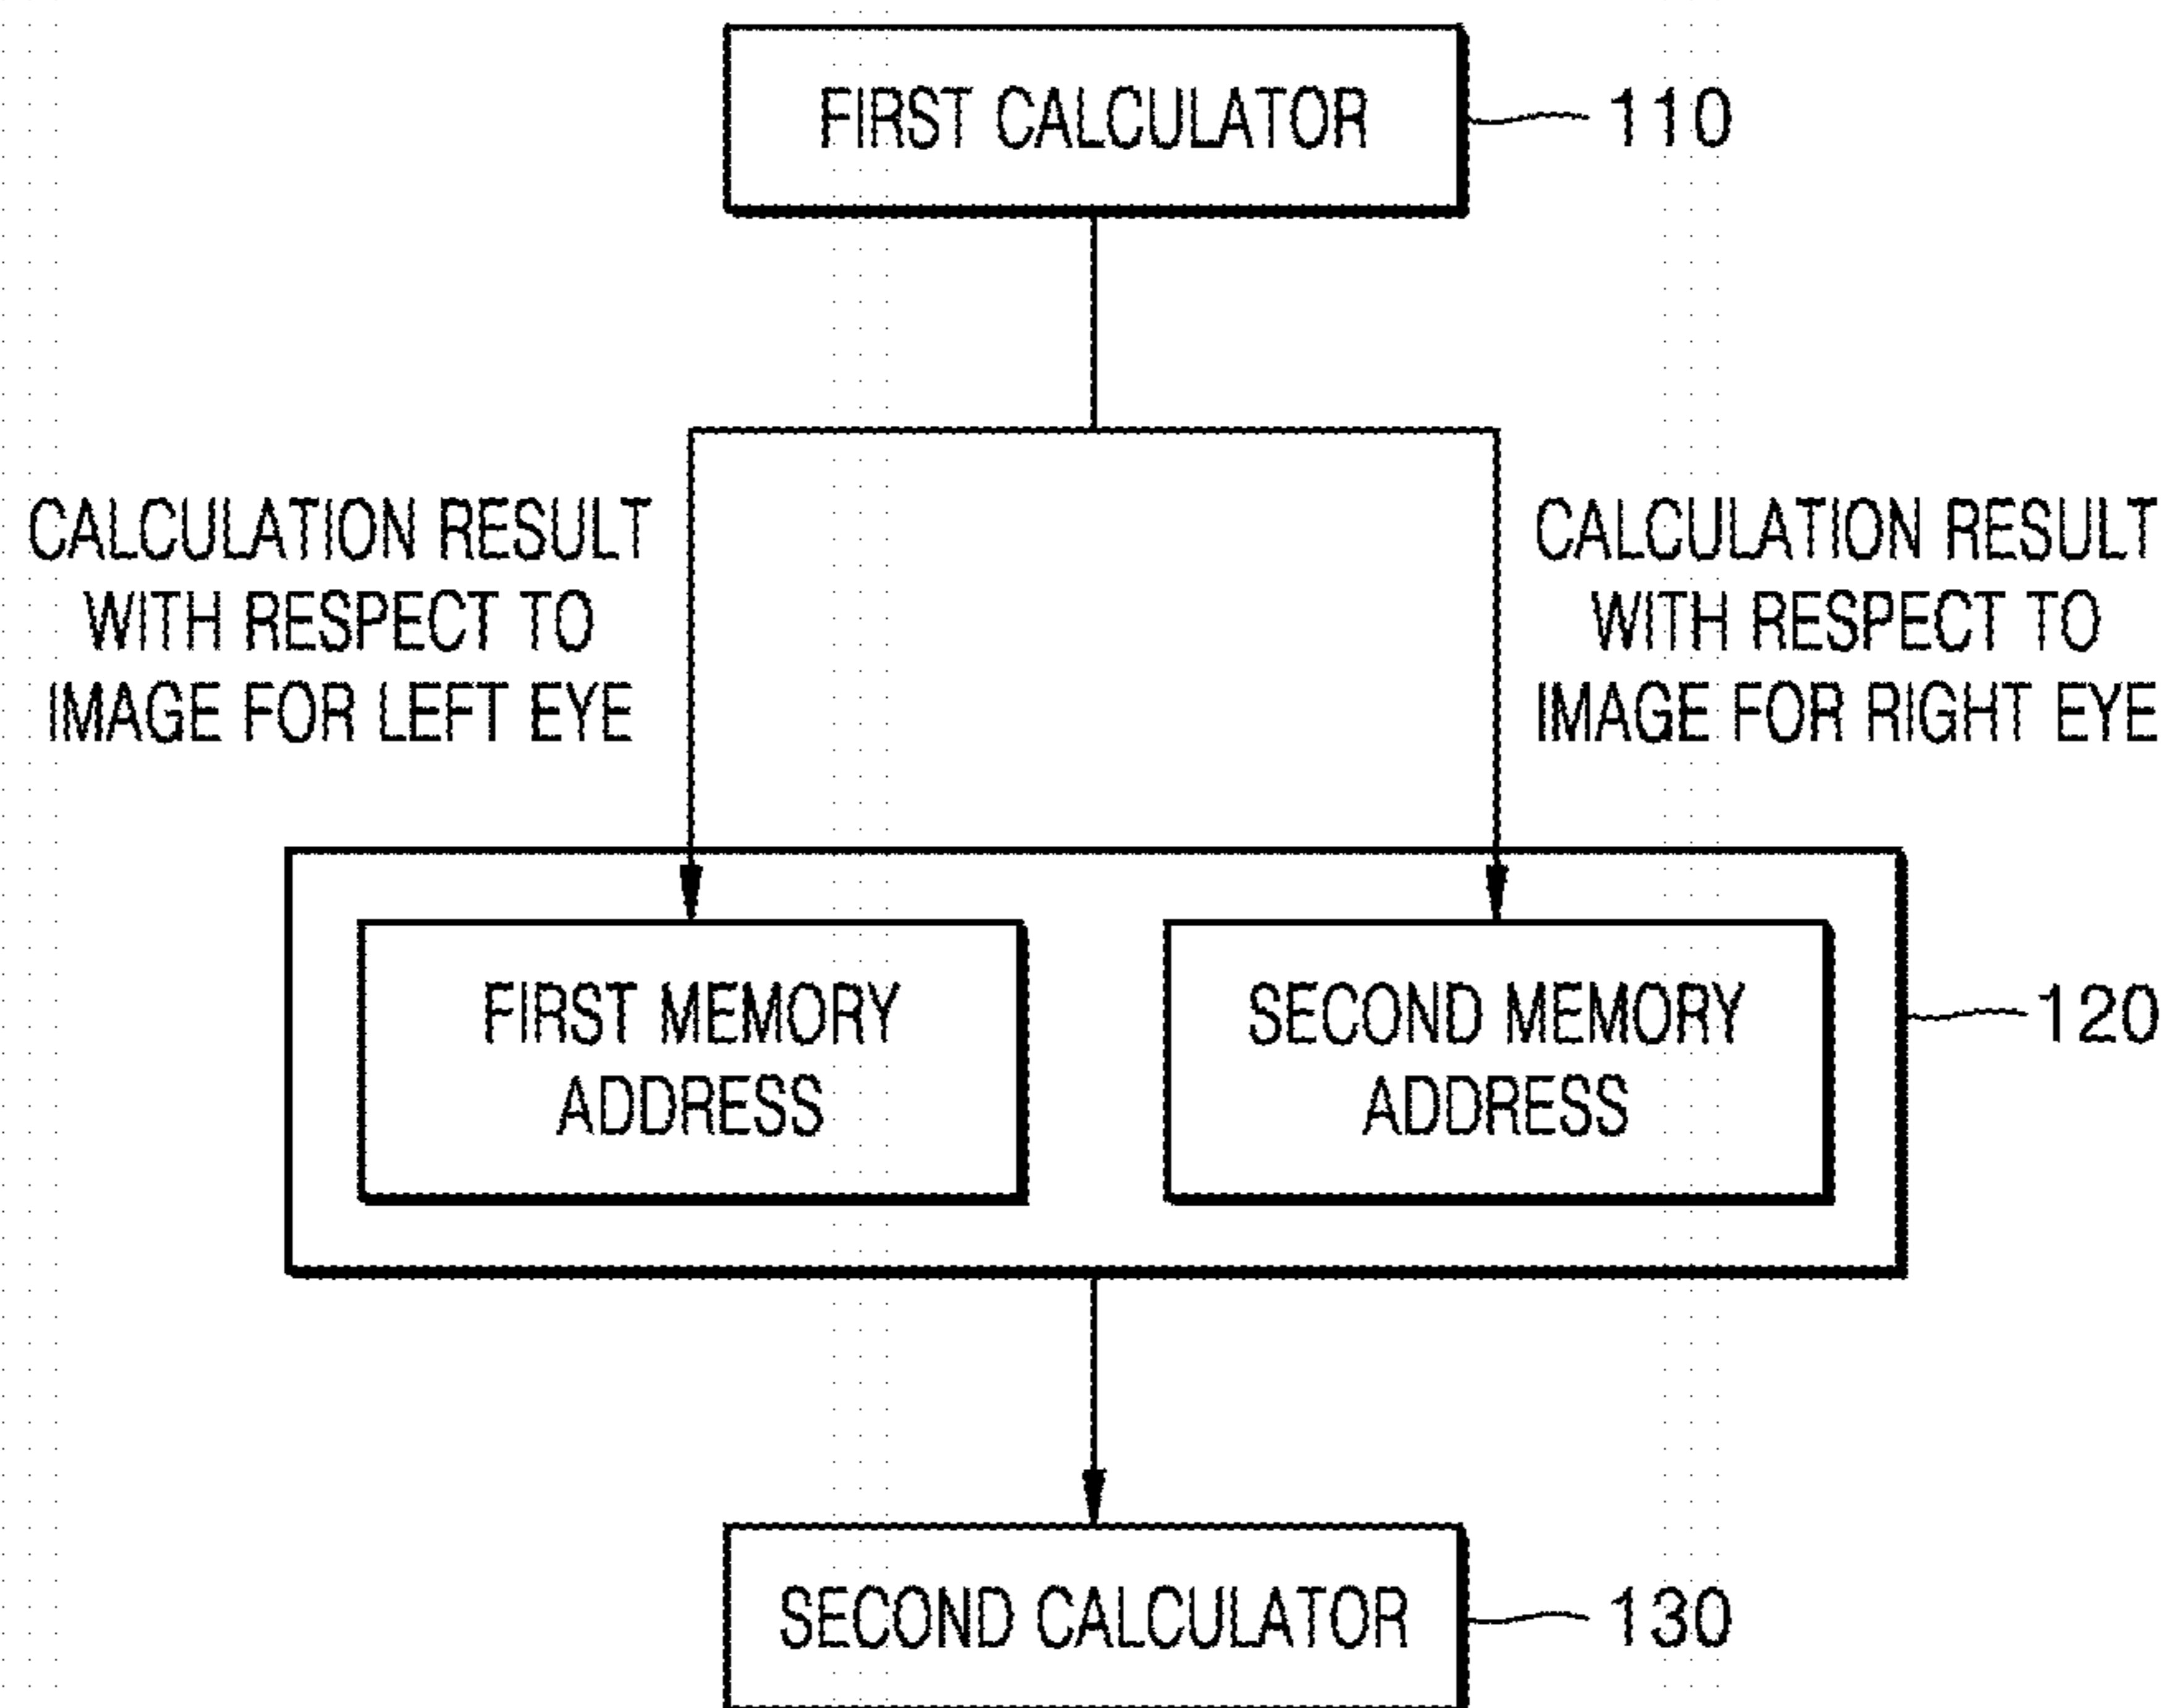 FIRST CALCULATOR
110
CALCULATION RESULT
WITH RESPECT TO
IMAGE FOR LEFT EYE
CALCULATION RESULT
WITH RESPECT TO
IMAGE FOR RIGHT EYE
FIRST MEMORY
ADDRESS
SECOND MEMORY
ADDRESS
120
SECOND CALCULATOR
130